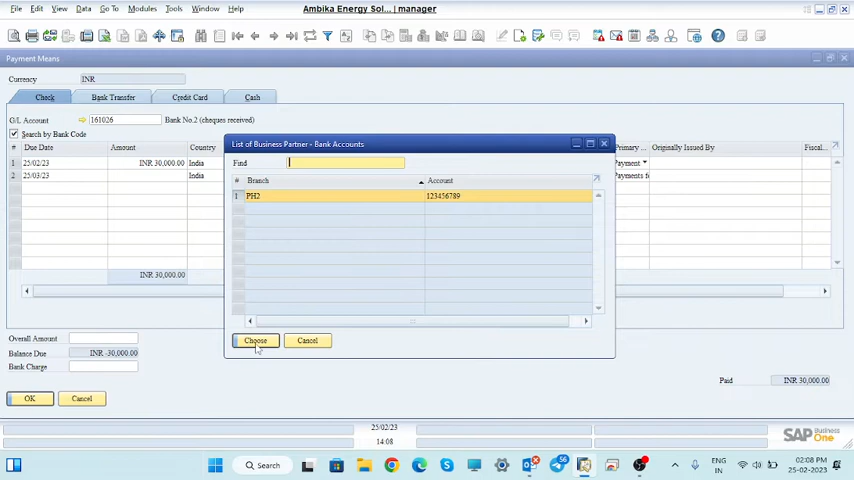 File Edit View Data Go To Modules Tools Window Help
Ambika Energy Sol... | manager
Payment Means
Currency INR
Check Bank Transfer Credit Card Cash
G/L Account 161026 Bank No.2 (cheques received)
Search by Bank Code
# Due Date Amount Country
1 25/02/23 INR 30,000.00 India
2 25/03/23 India
INR 30,000.00
List of Business Partner - Bank Accounts
Find
# Branch Account
1 PH2 123456789
Choose Cancel
Primary ... Originally Issued By Fiscal...
Payment
Payments fo
Overall Amount
Balance Due INR -30,000.00
Bank Charge
Paid INR 30,000.00
OK Cancel
25/02/23
14:08
SAP Business One
Search
56
ENG
IN
02:08 PM
25-02-2023